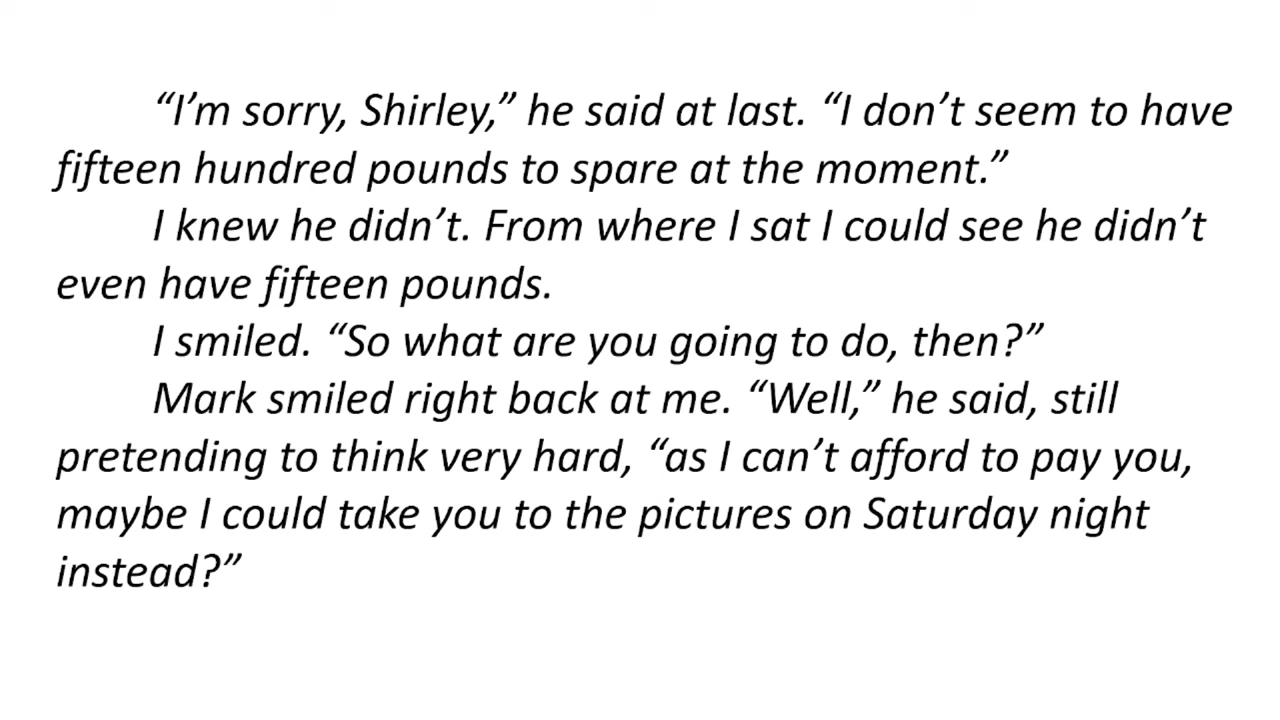 “I’m sorry, Shirley,” he said at last. “I don’t seem to have
fifteen hundred pounds to spare at the moment.”
I knew he didn’t. From where I sat I could see he didn’t
even have fifteen pounds.
I smiled. “So what are you going to do, then?”
Mark smiled right back at me. “Well,” he said, still
pretending to think very hard, “as I can’t afford to pay you,
maybe I could take you to the pictures on Saturday night
instead?”